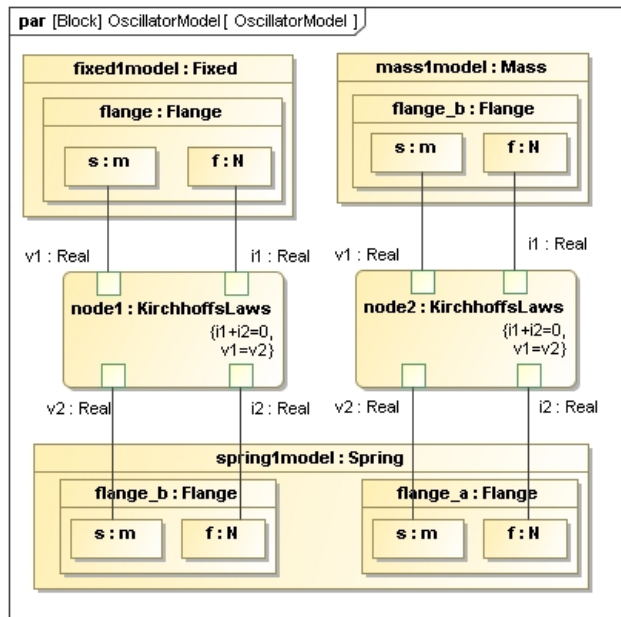 par [Block] OscillatorModel [ OscillatorModel ]
fixed1model : Fixed
flange : Flange
s : m
f : N
mass1model : Mass
flange_b : Flange
s : m
f : N
v1 : Real
i1 : Real
v1 : Real
i1 : Real
node1 : KirchhoffsLaws
{i1+i2=0,
v1=v2}
node2 : KirchhoffsLaws
{i1+i2=0,
v1=v2}
v2 : Real
i2 : Real
v2 : Real
i2 : Real
spring1model : Spring
flange_b : Flange
s : m
f : N
flange_a : Flange
s : m
f : N